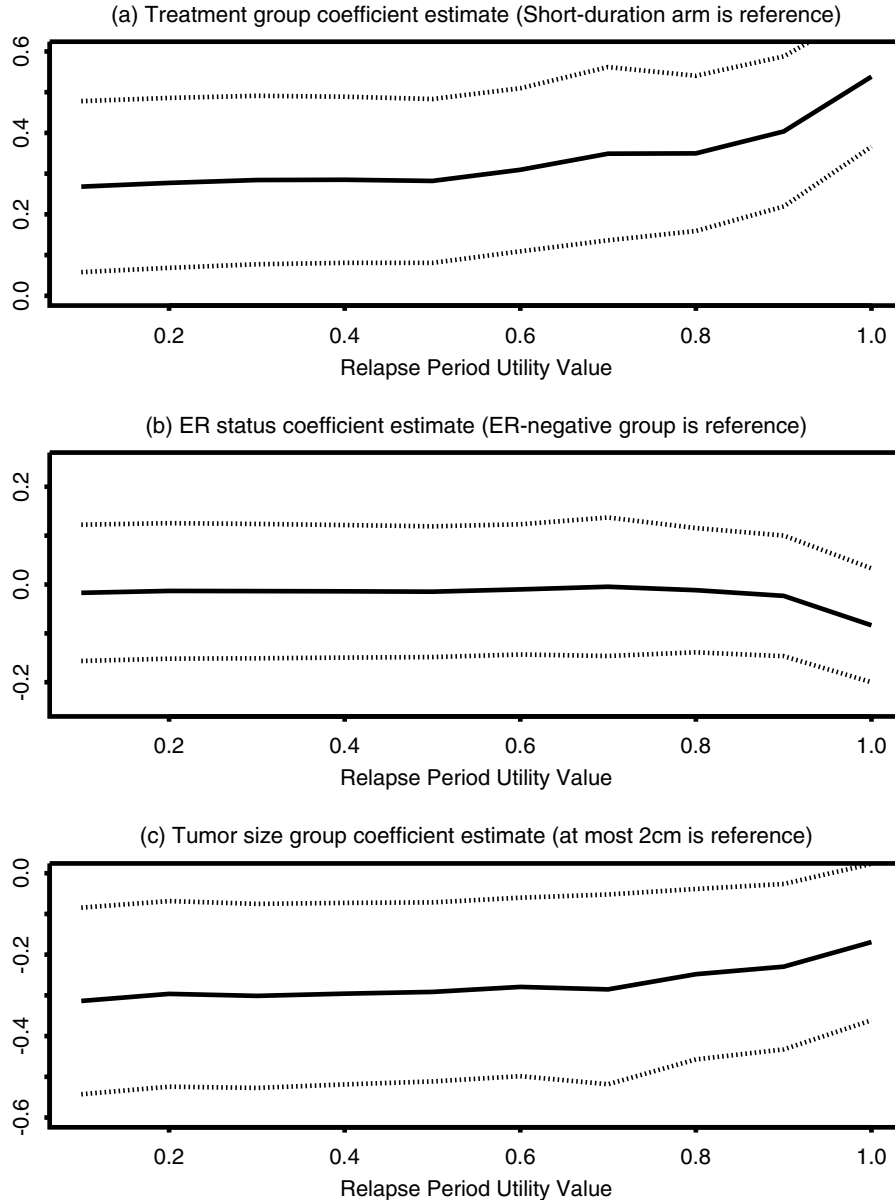 (a) Treatment group coefficient estimate (Short-duration arm is reference)
0.6
0.4
0.2
0.0
0.2 0.4 0.6 0.8 1.0
Relapse Period Utility Value
(b) ER status coefficient estimate (ER-negative group is reference)
0.2
0.0
-0.2
0.2 0.4 0.6 0.8 1.0
Relapse Period Utility Value
(c) Tumor size group coefficient estimate (at most 2cm is reference)
0.0
-0.2
-0.4
-0.6
0.2 0.4 0.6 0.8 1.0
Relapse Period Utility Value